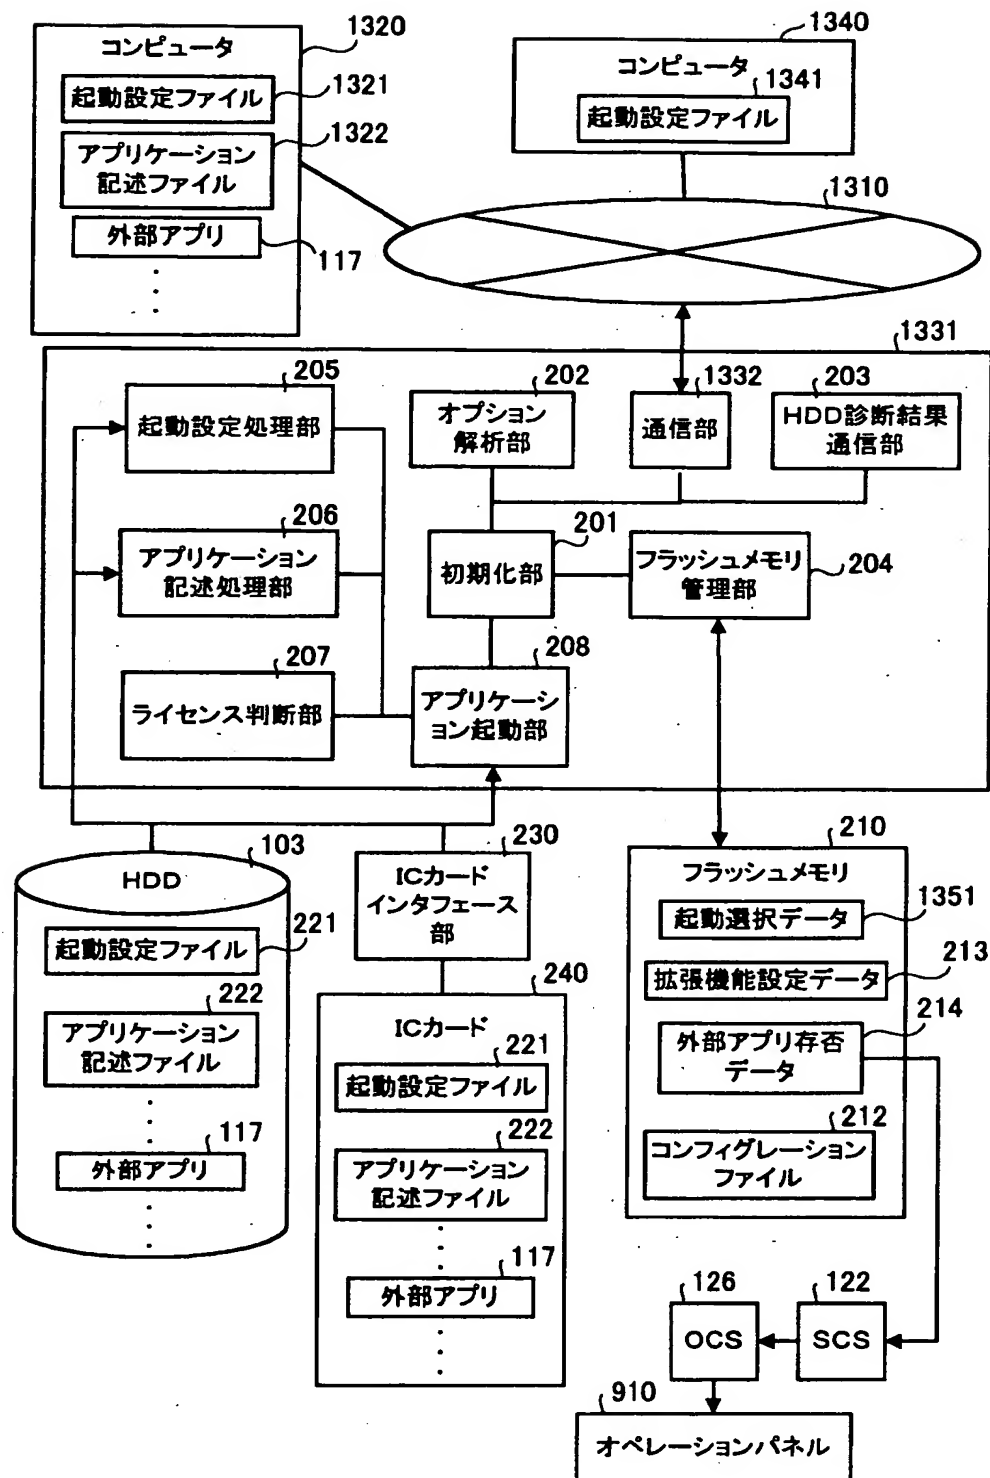 1320
コンピュータ
起動設定ファイル
1321
アプリケーション
記述ファイル
1322
外部アプリ
117
1340
コンピュータ
1341
起動設定ファイル
1310
1331
205
起動設定処理部
202
オプション
解析部
1332
通信部
203
HDD診断結果
通信部
206
アプリケーション
記述処理部
201
初期化部
フラッシュメモリ
管理部
204
207
ライセンス判断部
208
アプリケーシ
ョン起動部
103
HDD
起動設定ファイル
221
222
アプリケーション
記述ファイル
117
外部アプリ
230
ICカード
インタフェース
部
240
ICカード
221
起動設定ファイル
222
アプリケーション
記述ファイル
117
外部アプリ
210
フラッシュメモリ
起動選択データ
1351
拡張機能設定データ
213
外部アプリ存否
データ
214
212
コンフィグレーション
ファイル
126
OCS
122
SCS
910
オペレーションパネル